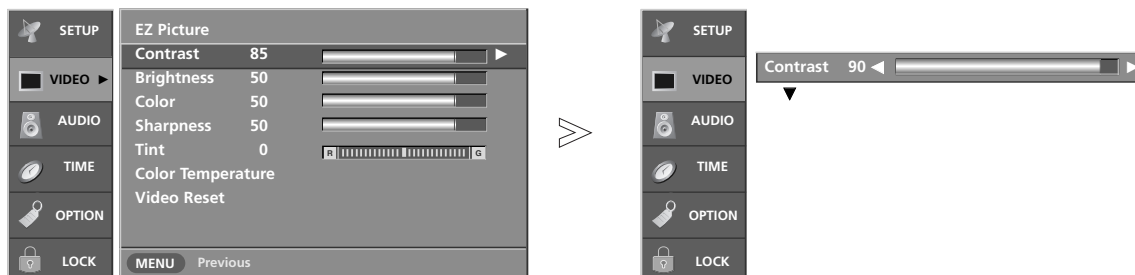 SETUP
VIDEO ►
AUDIO
TIME
OPTION
LOCK
EZ Picture
Contrast 85 ►
Brightness 50
Color 50
Sharpness 50
Tint 0 R G
Color Temperature
Video Reset
MENU Previous
SETUP
VIDEO
AUDIO
TIME
OPTION
LOCK
Contrast 90 ◄ ►
▼